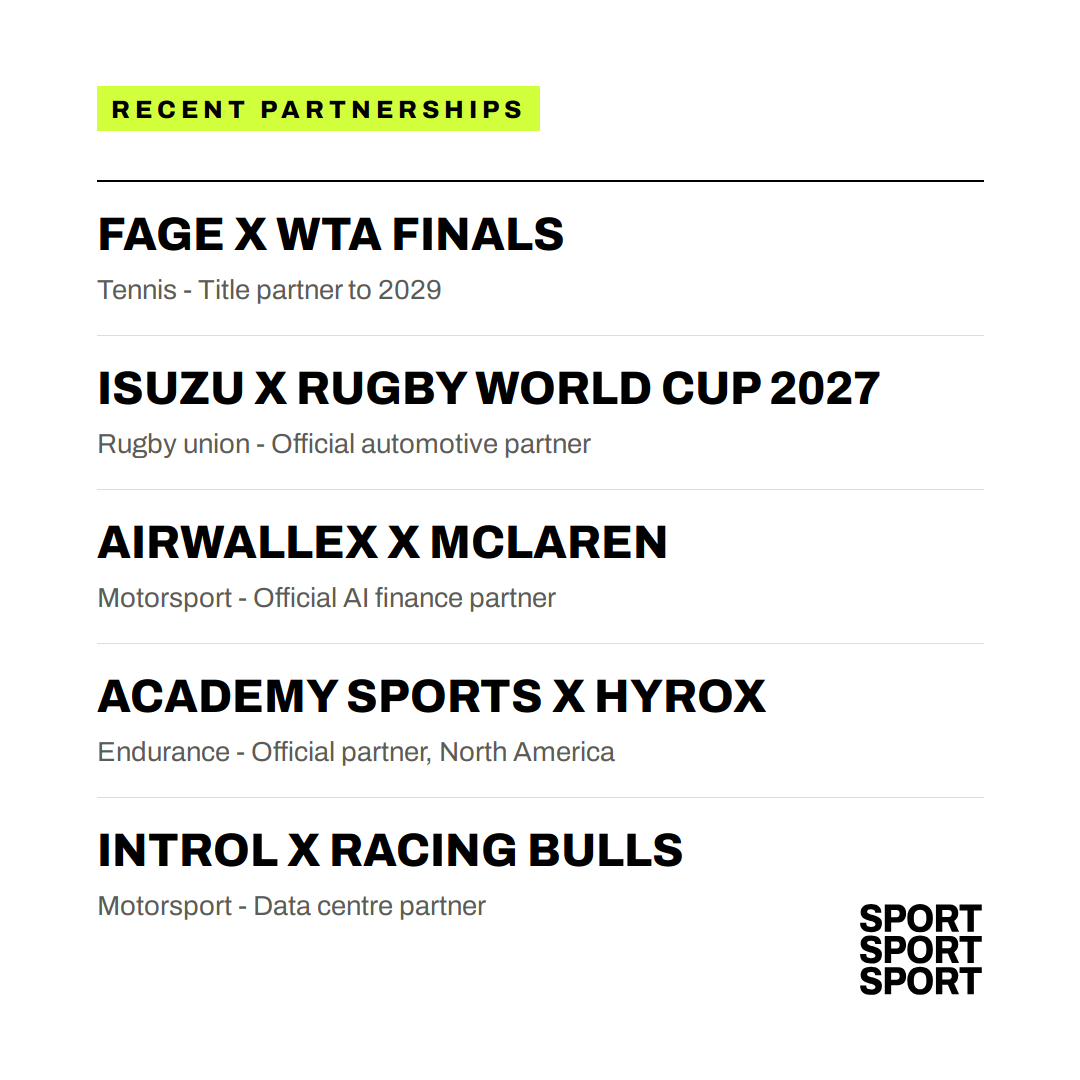 RECENT PARTNERSHIPS
FAGE X WTA FINALS
Tennis - Title partner to 2029
ISUZU X RUGBY WORLD CUP 2027
Rugby union - Official automotive partner
AIRWALLEX X MCLAREN
Motorsport - Official AI finance partner
ACADEMY SPORTS X HYROX
Endurance - Official partner, North America
INTROL X RACING BULLS
Motorsport - Data centre partner
SPORT
SPORT
SPORT